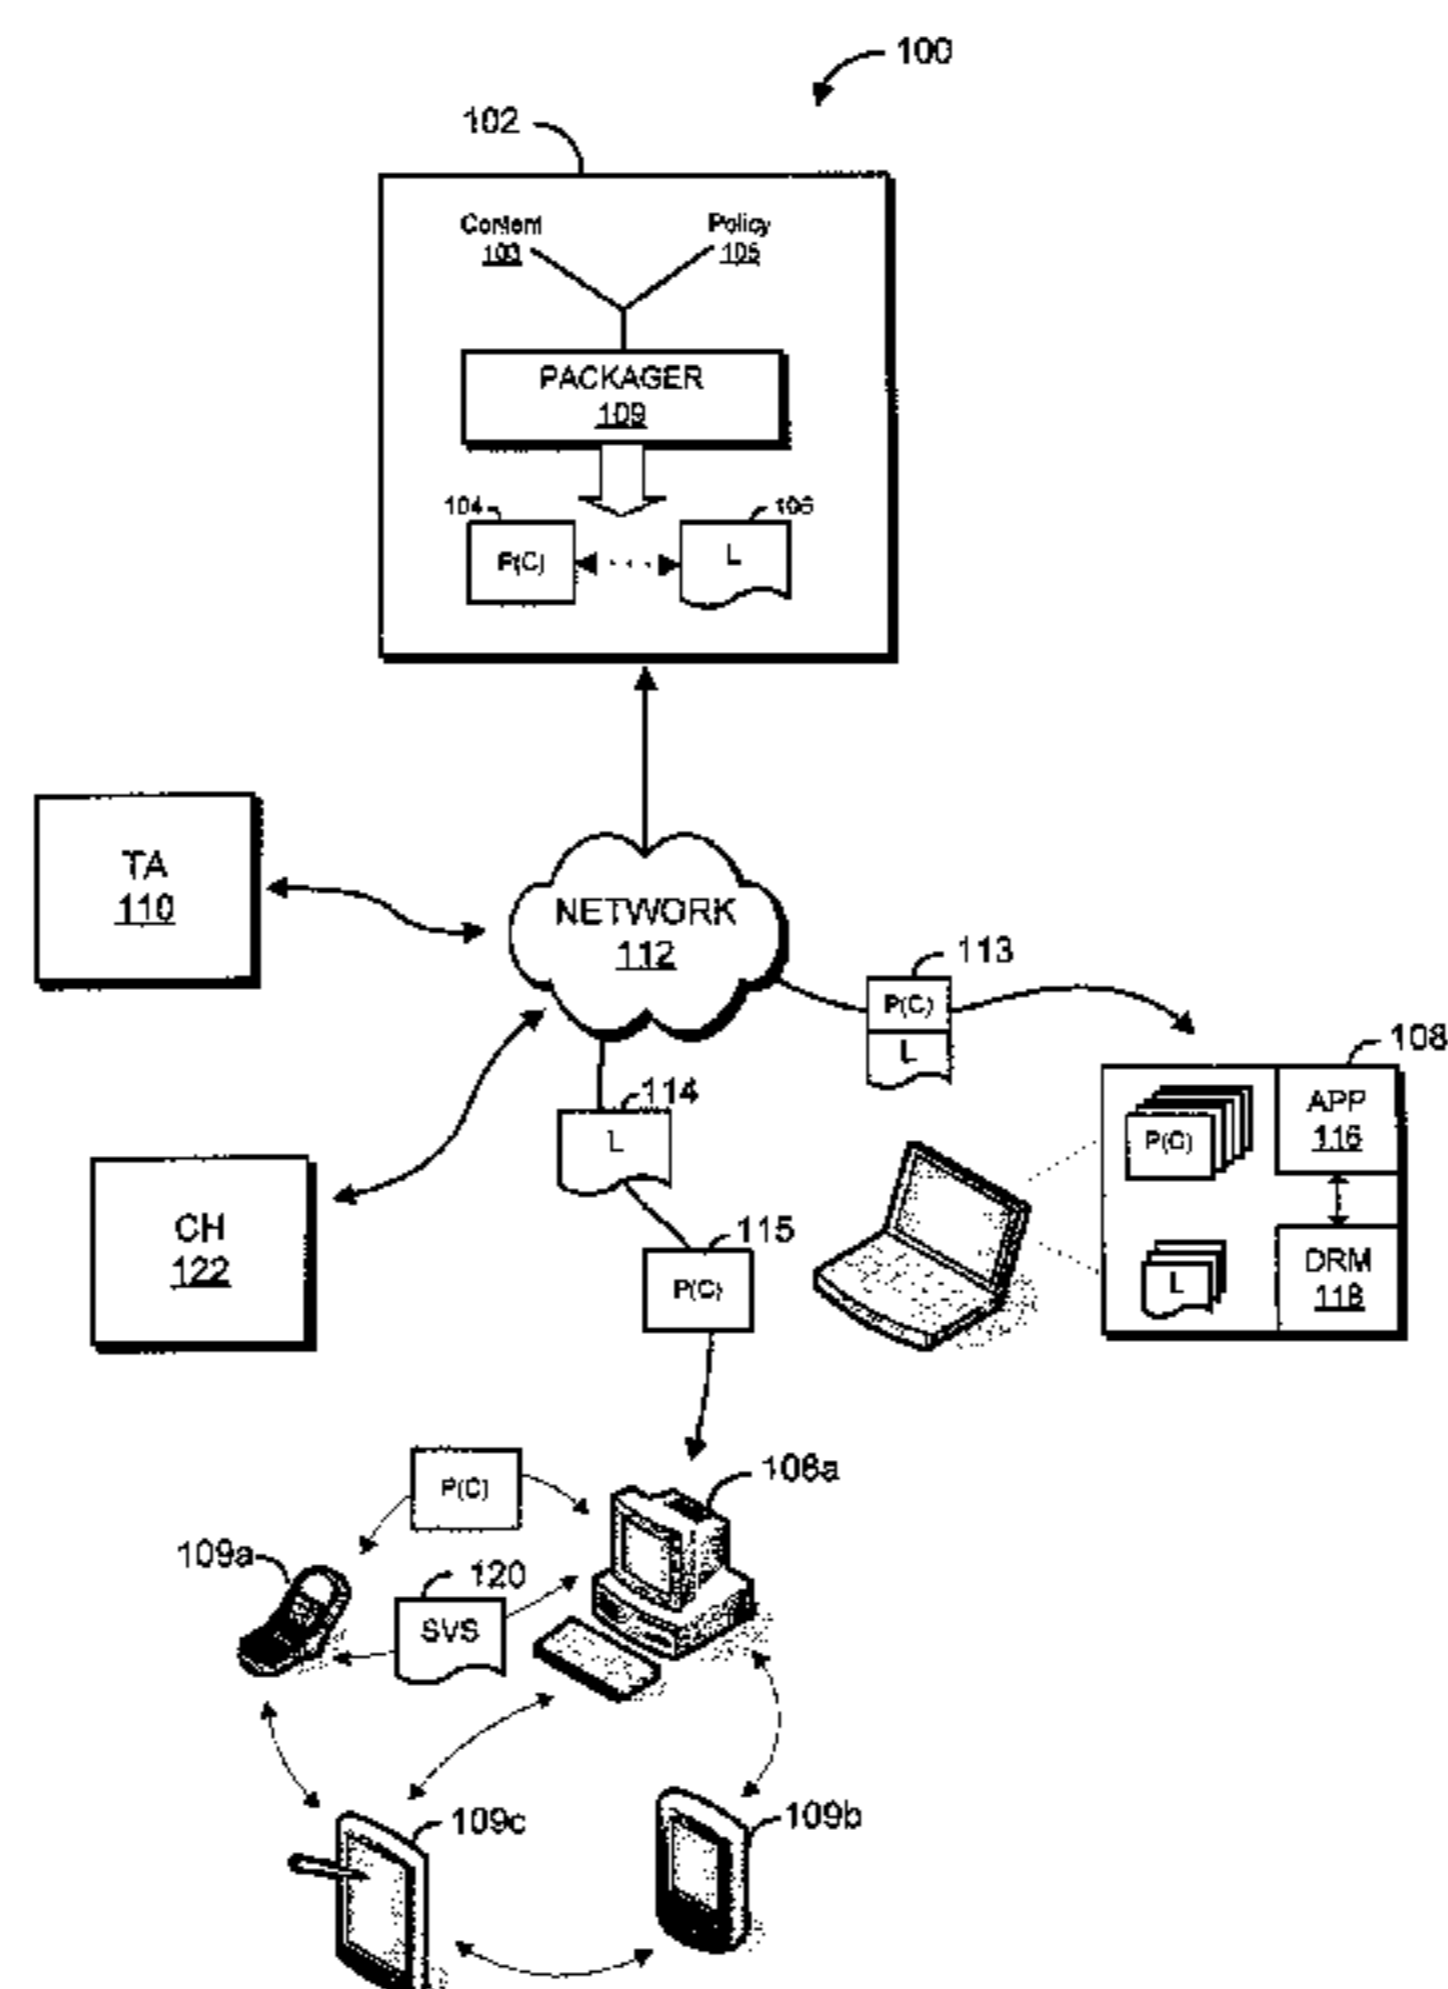 100
102
Content
103
Policy
105
PACKAGER
109
104
106
P(C)
L
TA
110
NETWORK
112
113
P(C)
L
108
114
L
APP
116
P(C)
CH
122
115
P(C)
DRM
118
L
P(C)
108a
109a
120
SVS
109c
109b